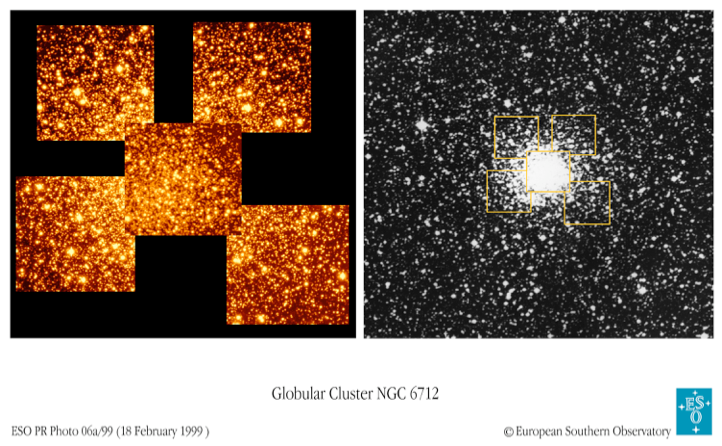 Globular Cluster NGC 6712
ESO PR Photo 06a/99 (18 February 1999 )
© European Southern Observatory
ESO